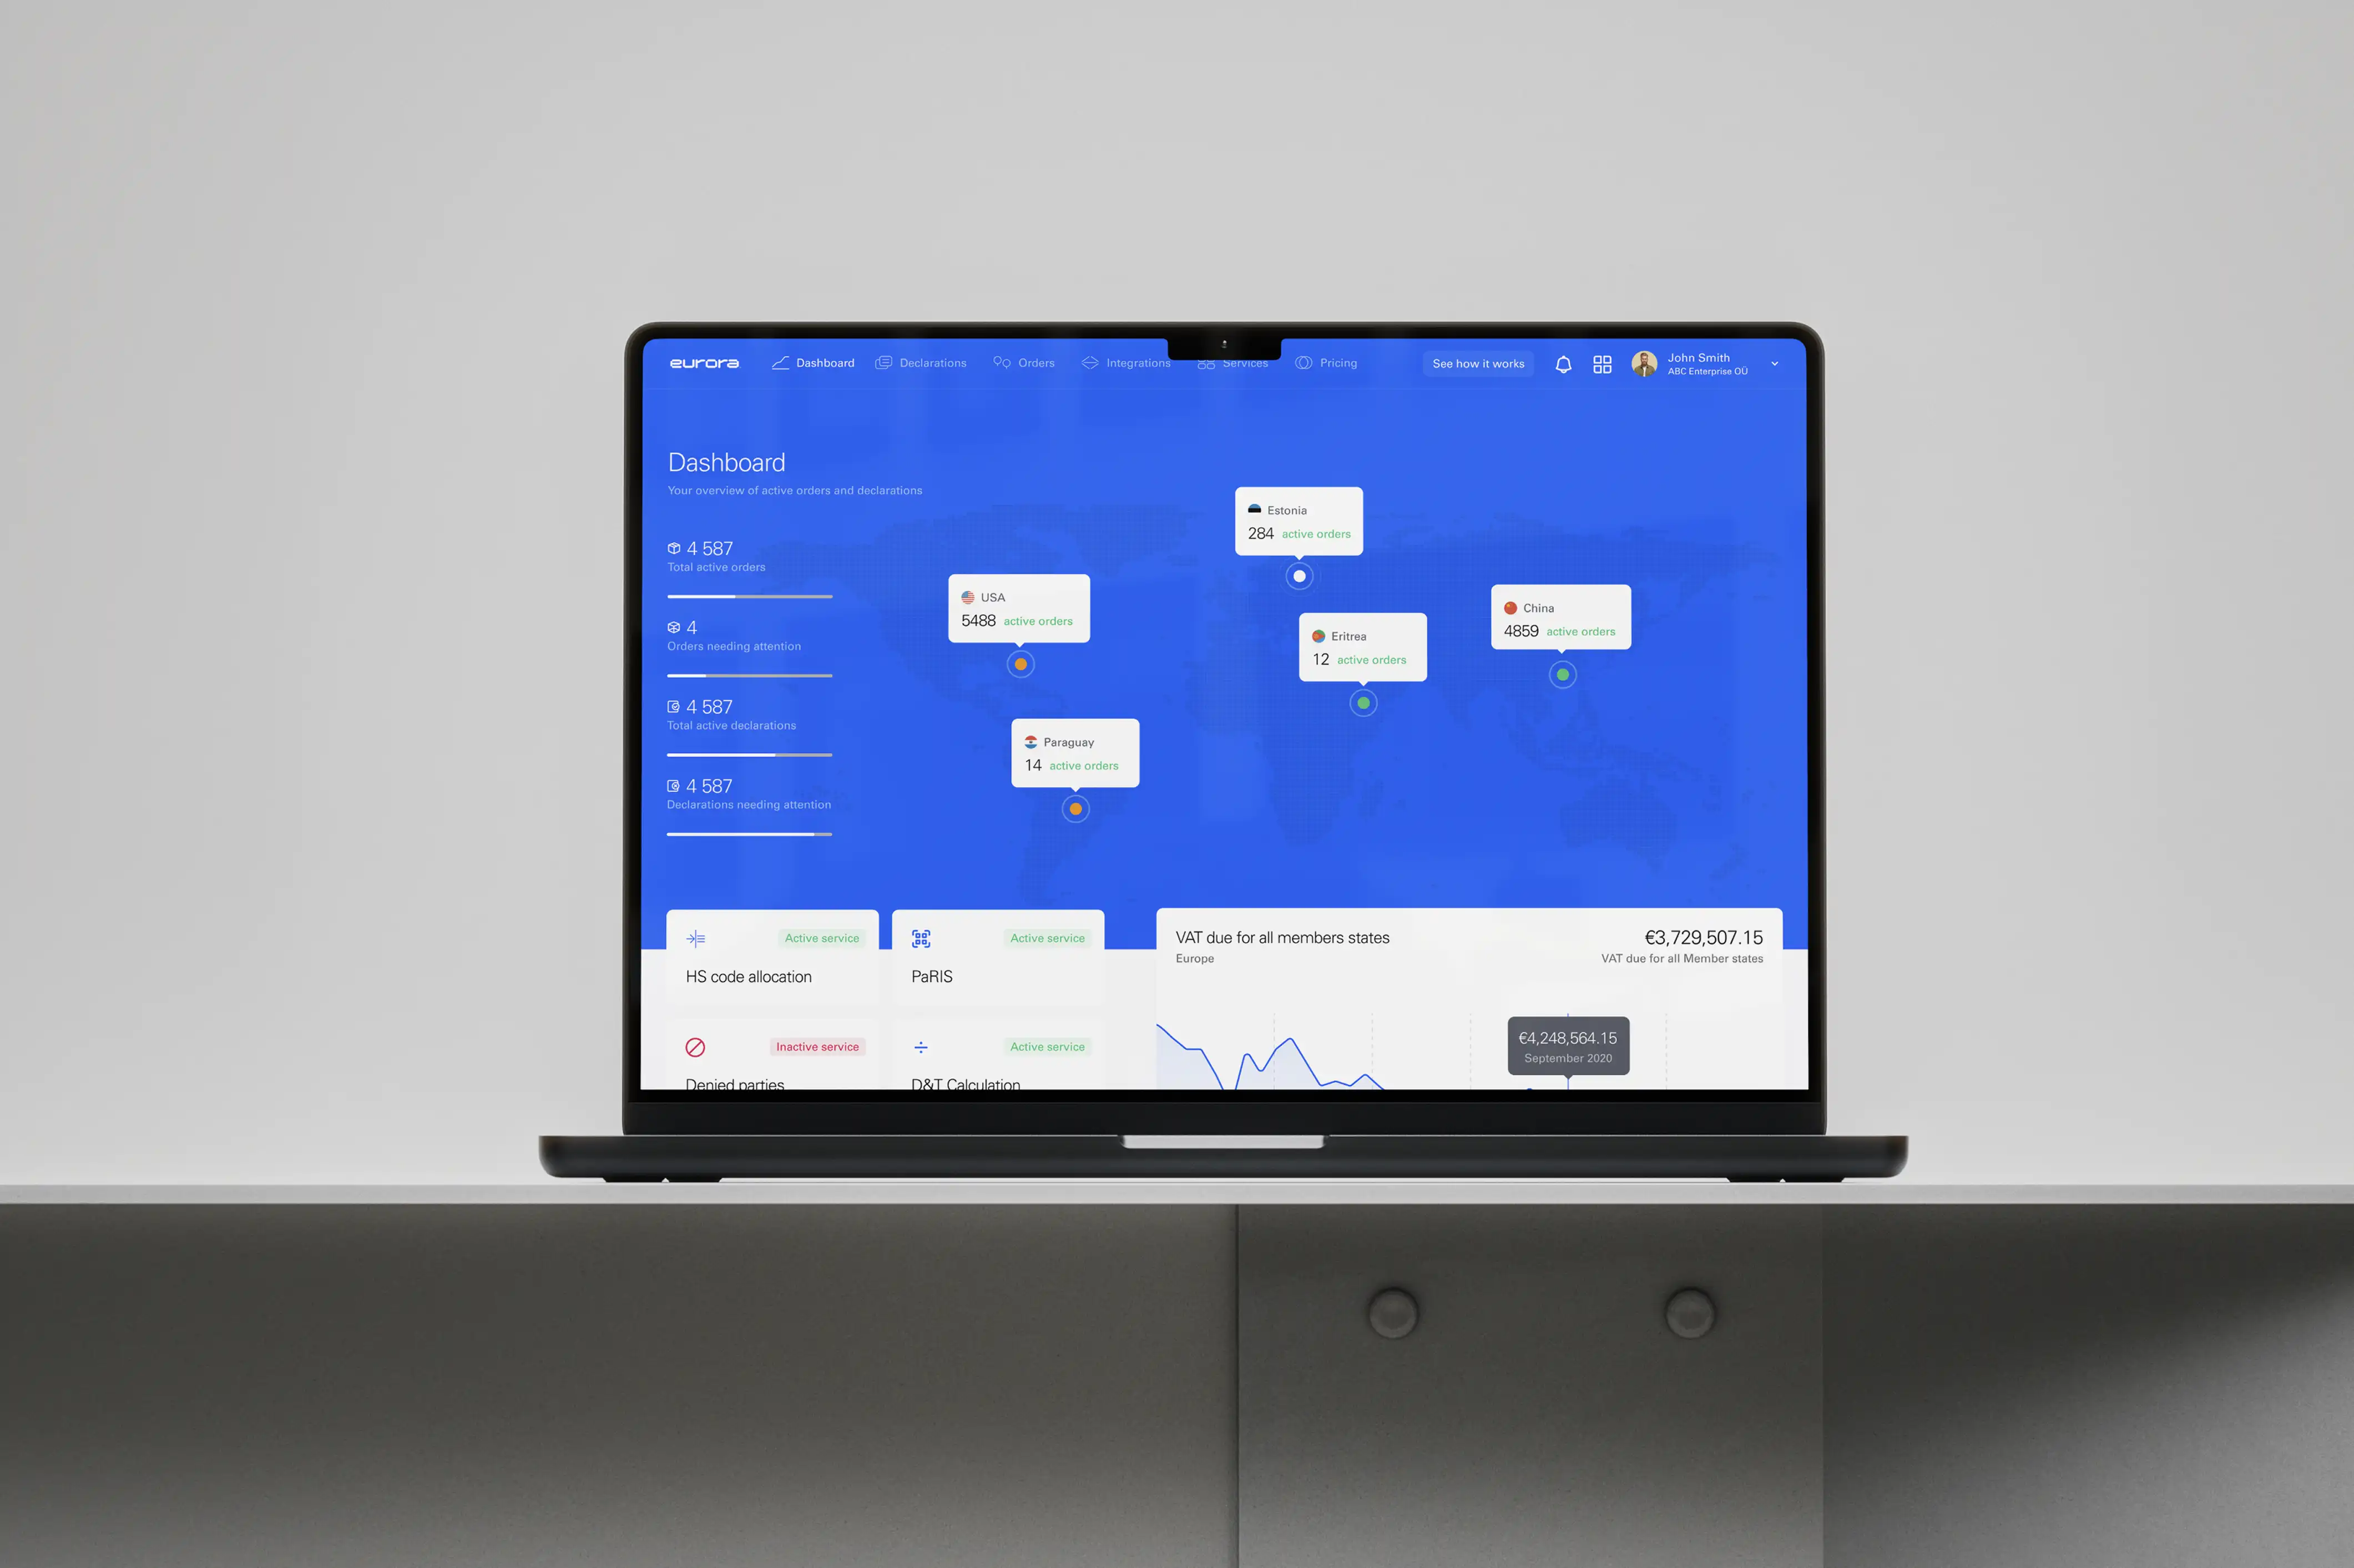 eurora
Dashboard
Declarations
Orders
Integrations
Services
Pricing
See how it works
John Smith
ABC Enterprise OÜ
Dashboard
Your overview of active orders and declarations
4 587
Total active orders
4
Orders needing attention
4 587
Total active declarations
4 587
Declarations needing attention
Estonia
284 active orders
USA
5488 active orders
Eritrea
12 active orders
China
4859 active orders
Paraguay
14 active orders
Active service
HS code allocation
Active service
PaRIS
Inactive service
Denied parties
Active service
D&T Calculation
VAT due for all members states
Europe
€3,729,507.15
VAT due for all Member states
€4,248,564.15
September 2020